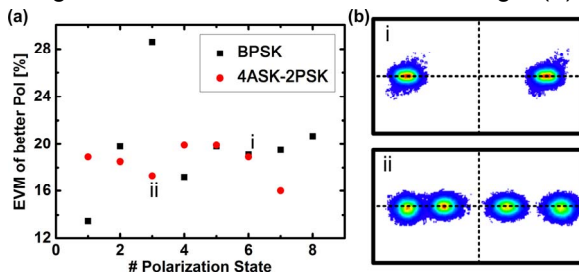 (a)
28
24
20
16
12
EVM of better Pol [%]
BPSK
4ASK-2PSK
i
ii
0
2
4
6
8
# Polarization State
(b)
i
ii